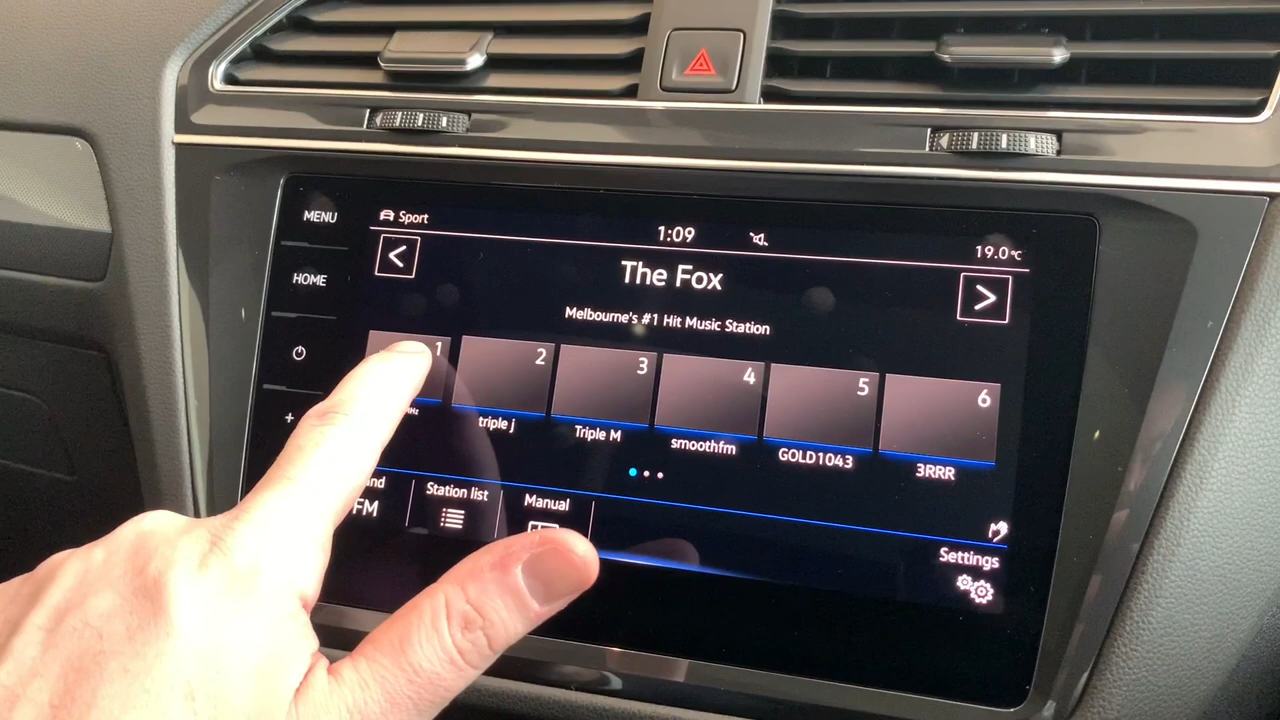 MENU
Sport
1:09
19.0°C
HOME
<
The Fox
>
Melbourne's #1 Hit Music Station
1
2
3
4
5
6
MHz
triple j
Triple M
smoothfm
GOLD1043
3RRR
+
FM
Station list
Manual
Settings